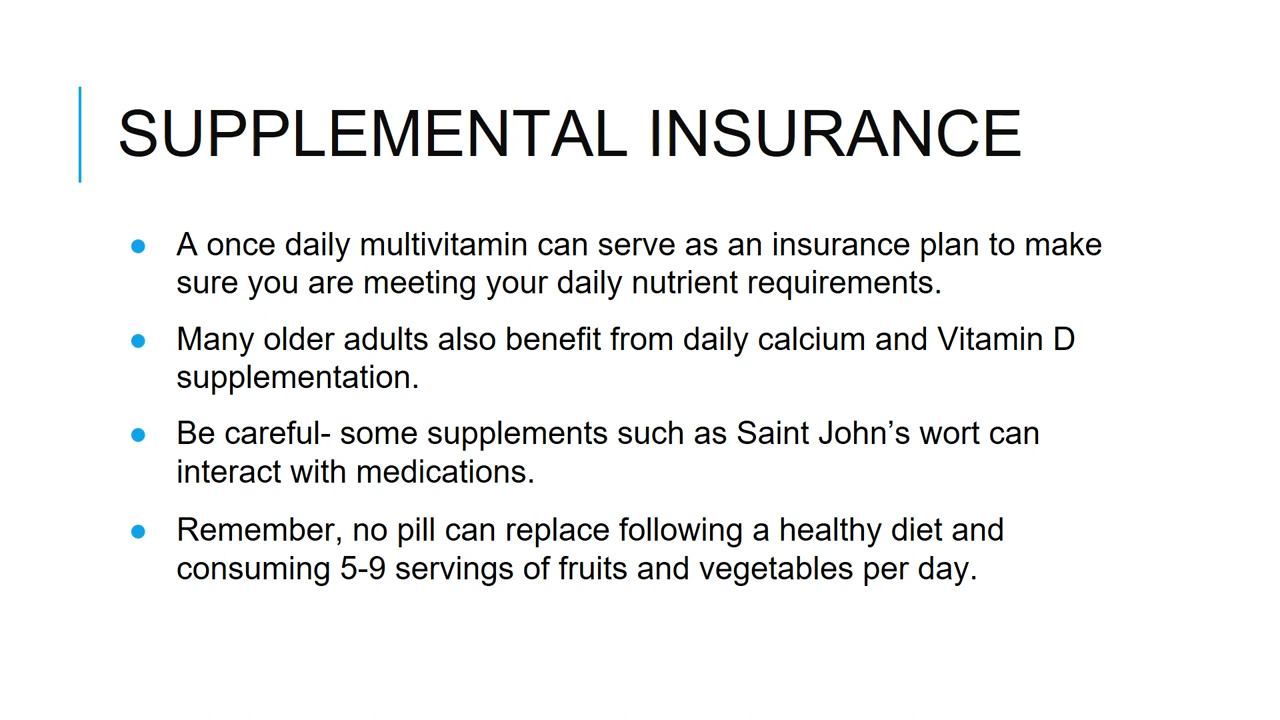 SUPPLEMENTAL INSURANCE
● A once daily multivitamin can serve as an insurance plan to make
sure you are meeting your daily nutrient requirements.
● Many older adults also benefit from daily calcium and Vitamin D
supplementation.
● Be careful- some supplements such as Saint John’s wort can
interact with medications.
● Remember, no pill can replace following a healthy diet and
consuming 5-9 servings of fruits and vegetables per day.